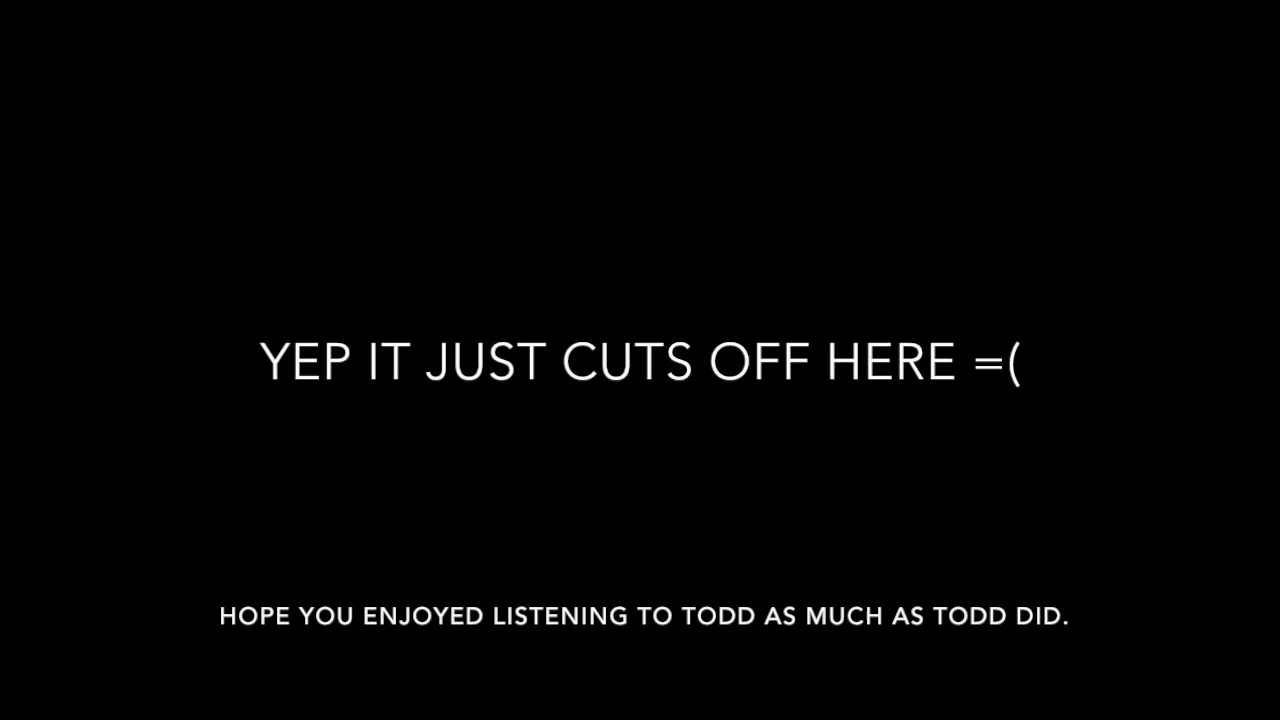 YEP IT JUST CUTS OFF HERE =(
HOPE YOU ENJOYED LISTENING TO TODD AS MUCH AS TODD DID.